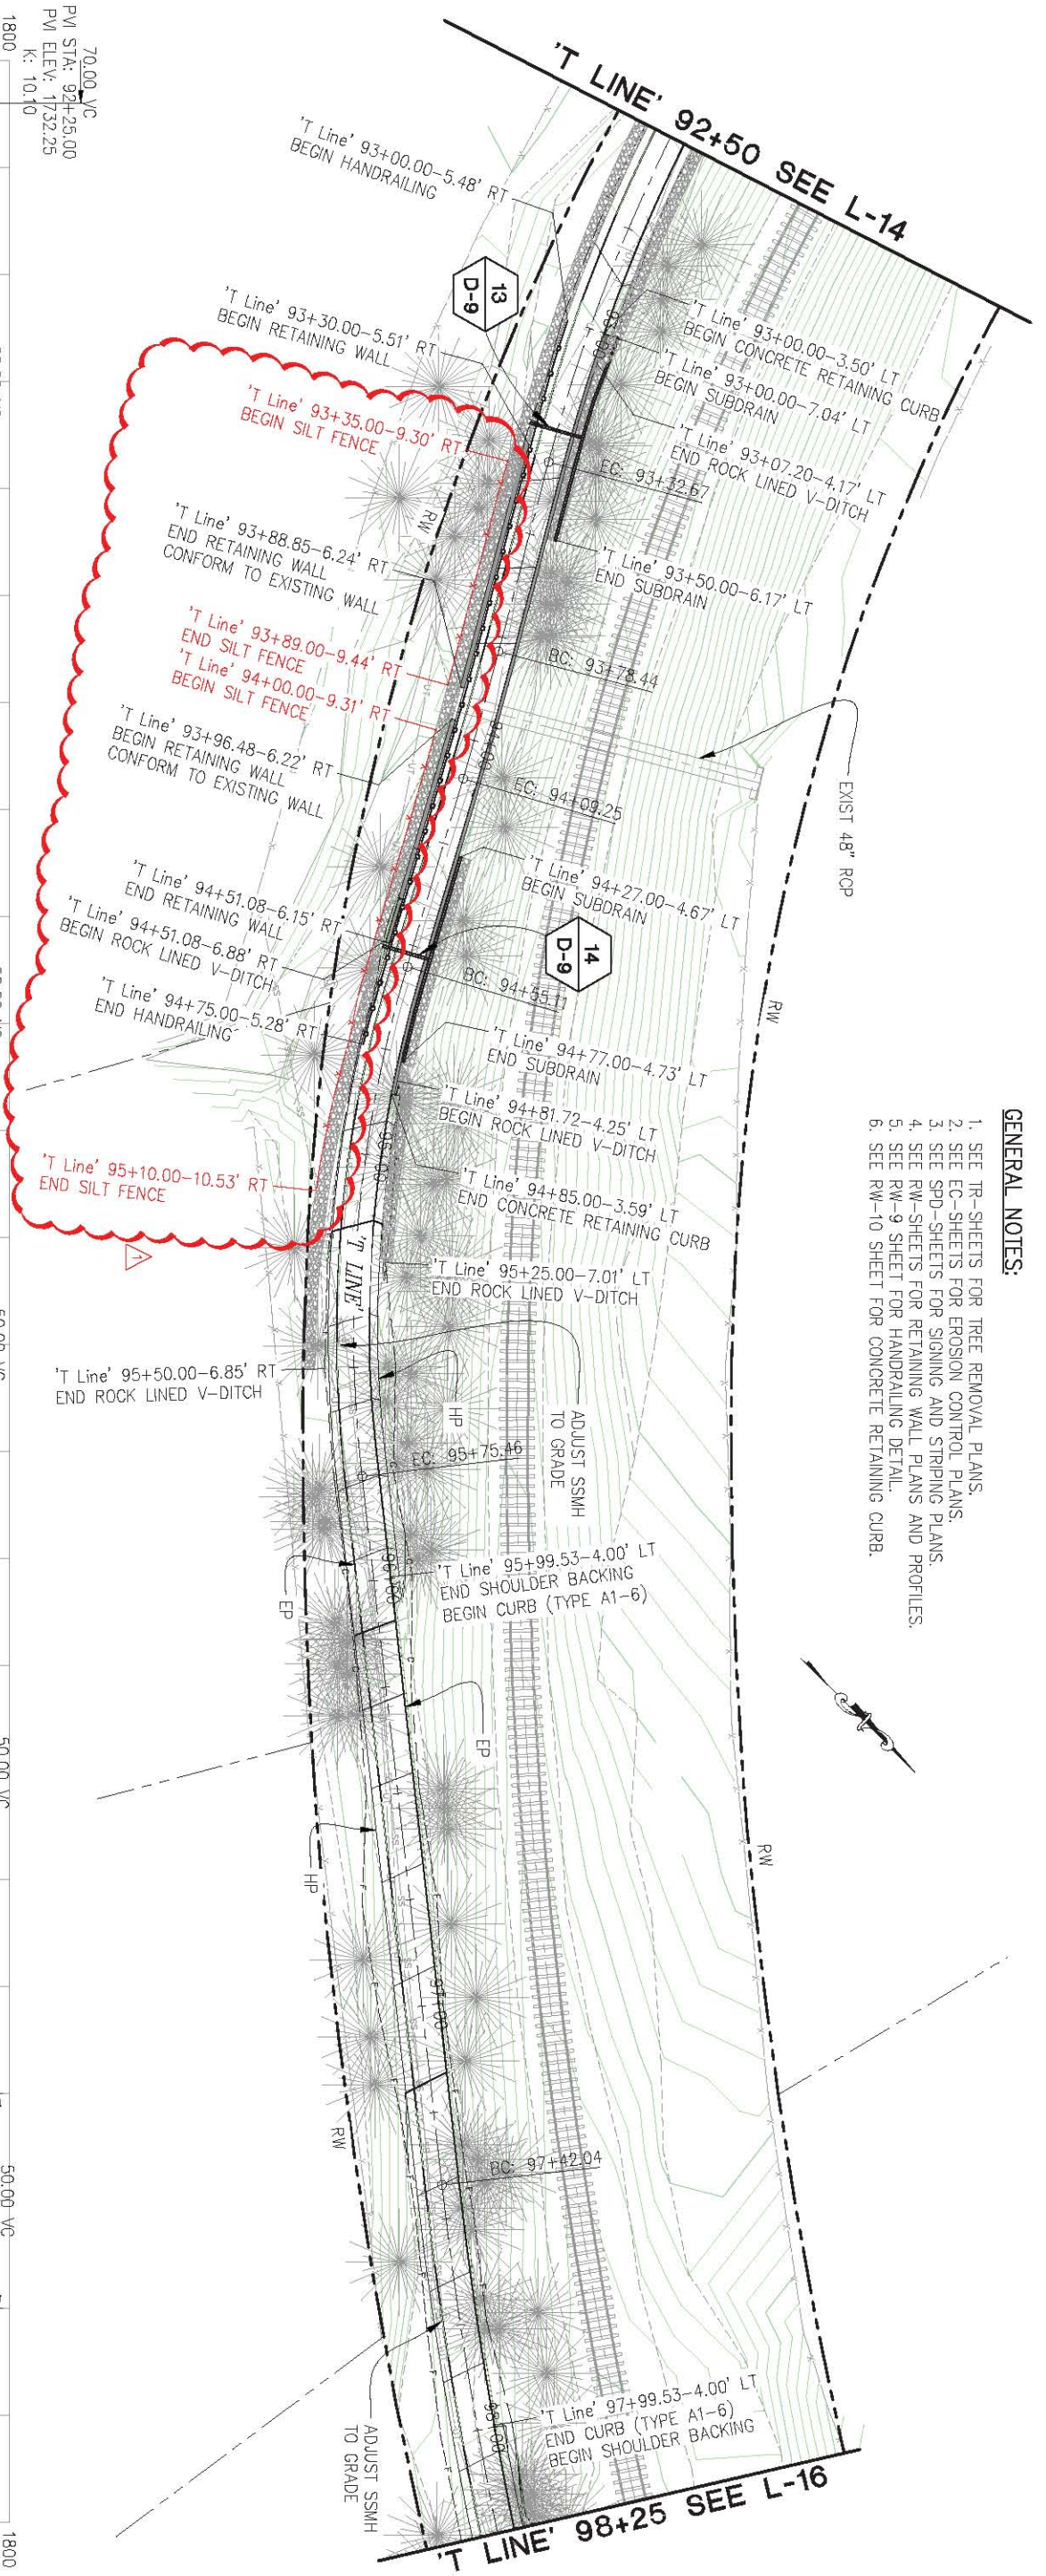 GENERAL NOTES:
1. SEE TR-SHEETS FOR TREE REMOVAL PLANS.
2. SEE EC-SHEETS FOR EROSION CONTROL PLANS.
3. SEE SPD-SHEETS FOR SIGNING AND STRIPING PLANS.
4. SEE RW-SHEETS FOR RETAINING WALL PLANS AND PROFILES.
5. SEE RW-9 SHEET FOR HANDRAILING DETAIL.
6. SEE RW-10 SHEET FOR CONCRETE RETAINING CURB.
'T LINE' 92+50 SEE L-14
'T Line' 93+00.00-3.50' LT
BEGIN CONCRETE RETAINING CURB
'T Line' 93+00.00-7.04' LT
BEGIN SUBDRAIN
'T Line' 93+07.20-4.17' LT
END ROCK LINED V-DITCH
EC: 93+32.67
'T Line' 93+50.00-6.17' LT
END SUBDRAIN
BC: 93+78.44
EXIST 48" RCP
EC: 94+09.25
'T Line' 94+27.00-4.67' LT
BEGIN SUBDRAIN
14
D-9
BC: 94+55.11
'T Line' 94+77.00-4.73' LT
END SUBDRAIN
'T Line' 94+81.72-4.25' LT
BEGIN ROCK LINED V-DITCH
'T Line' 94+85.00-3.59' LT
END CONCRETE RETAINING CURB
'T Line' 95+25.00-7.01' LT
END ROCK LINED V-DITCH
ADJUST SSMH
TO GRADE
HP
EC: 95+75.46
'T Line' 95+99.53-4.00' LT
END SHOULDER BACKING
BEGIN CURB (TYPE A1-6)
EP
BC: 97+42.04
'T Line' 97+99.53-4.00' LT
END CURB (TYPE A1-6)
BEGIN SHOULDER BACKING
'T LINE' 98+25 SEE L-16
RW
RW
'T Line' 93+00.00-5.48' RT
BEGIN HANDRAILING
13
D-9
'T Line' 93+30.00-5.51' RT
BEGIN RETAINING WALL
'T Line' 93+35.00-9.30' RT
BEGIN SILT FENCE
RW
'T Line' 93+88.85-6.24' RT
END RETAINING WALL
CONFORM TO EXISTING WALL
'T Line' 93+89.00-9.44' RT
END SILT FENCE
'T Line' 94+00.00-9.31' RT
BEGIN SILT FENCE
'T Line' 93+96.48-6.22' RT
BEGIN RETAINING WALL
CONFORM TO EXISTING WALL
'T Line' 94+51.08-6.15' RT
END RETAINING WALL
'T Line' 94+51.08-6.88' RT
BEGIN ROCK LINED V-DITCH
'T Line' 94+75.00-5.28' RT
END HANDRAILING
'T Line' 95+10.00-10.53' RT
END SILT FENCE
1
'T LINE'
'T Line' 95+50.00-6.85' RT
END ROCK LINED V-DITCH
EP
96+00
HP
97+00
RW
98+00
ADJUST SSMH
TO GRADE
70.00 VC
PVI STA: 92+25.00
PVI ELEV: 1732.25
K: 10.10
1800
50.00 VC
50.00 VC
1800